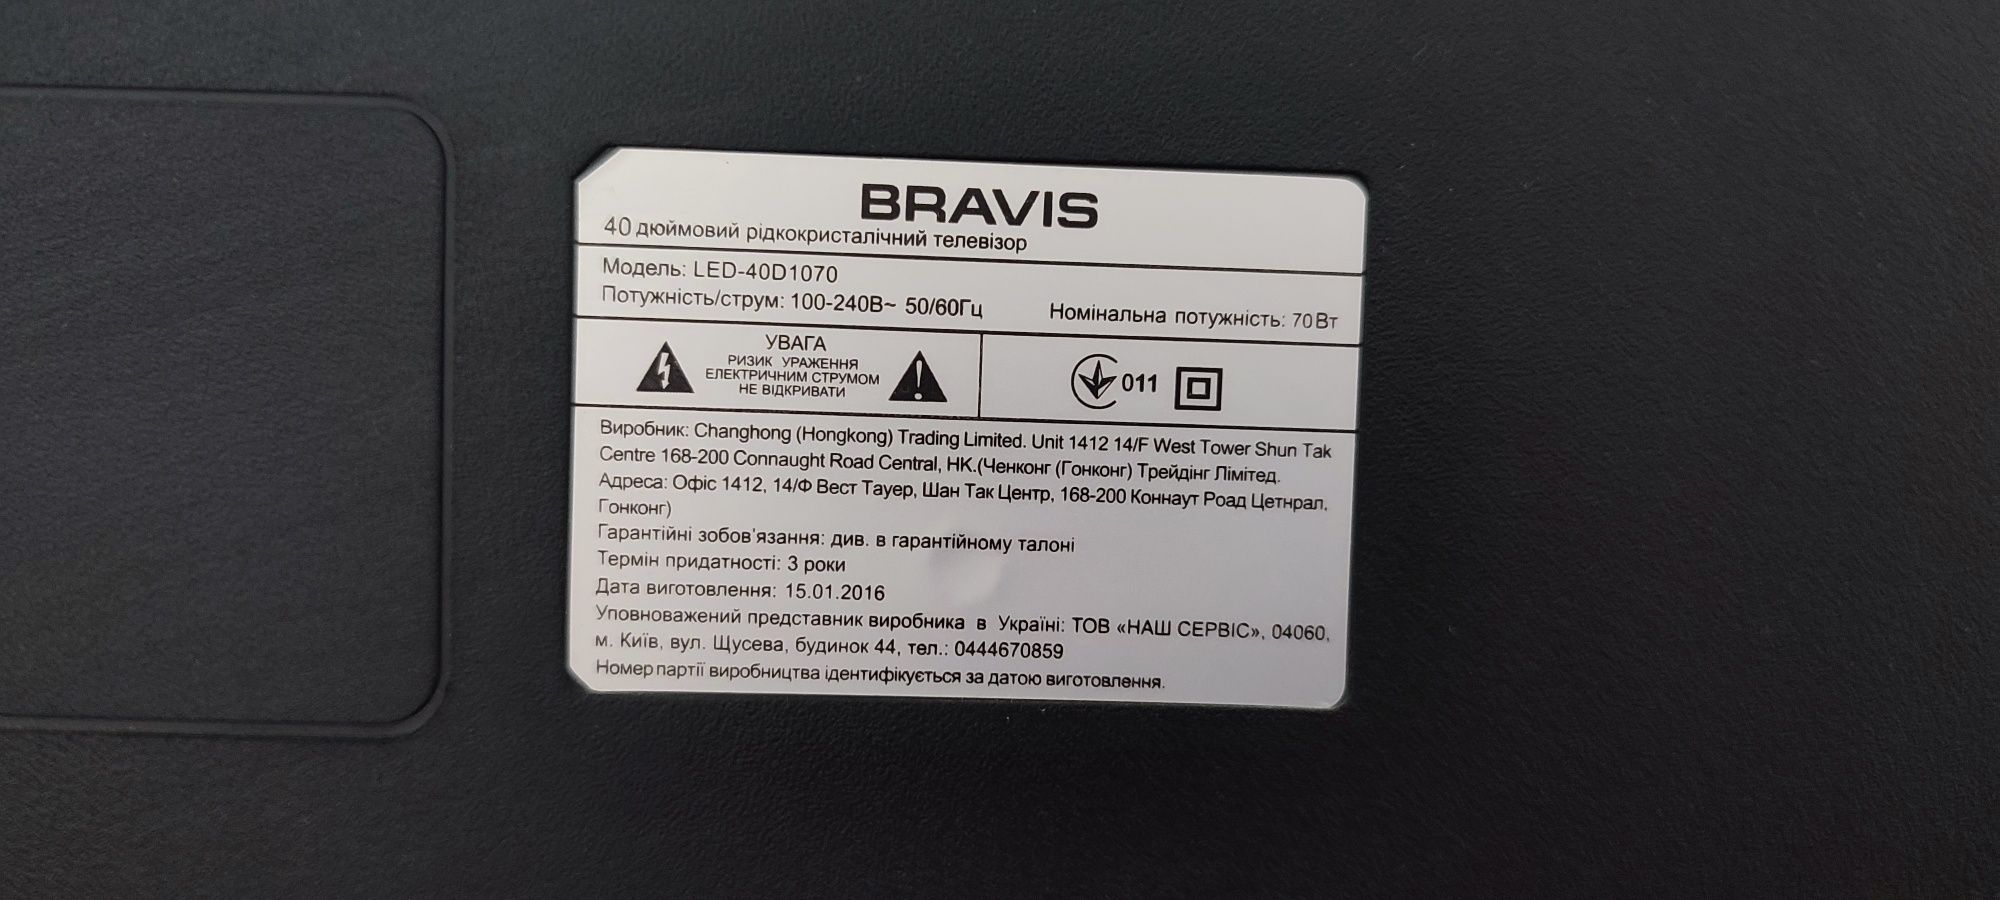 BRAVIS
40 дюймовий рідкокристалічний телевізор
Модель: LED-40D1070
Потужність/струм: 100-240В~ 50/60Гц Номінальна потужність: 70Вт
УВАГА
РИЗИК УРАЖЕННЯ
ЕЛЕКТРИЧНИМ СТРУМОМ
НЕ ВІДКРИВАТИ
011
Виробник: Changhong (Hongkong) Trading Limited. Unit 1412 14/F West Tower Shun Tak
Centre 168-200 Connaught Road Central, HK.(Ченконг (Гонконг) Трейдінг Лімітед.
Адреса: Офіс 1412, 14/Ф Вест Тауер, Шан Так Центр, 168-200 Коннаут Роад Цетнрал,
Гонконг)
Гарантійні зобов'язання: див. в гарантійному талоні
Термін придатності: 3 роки
Дата виготовлення: 15.01.2016
Уповноважений представник виробника в Україні: ТОВ «НАШ СЕРВІС», 04060,
м. Київ, вул. Щусева, будинок 44, тел.: 0444670859
Номер партії виробництва ідентифікується за датою виготовлення.